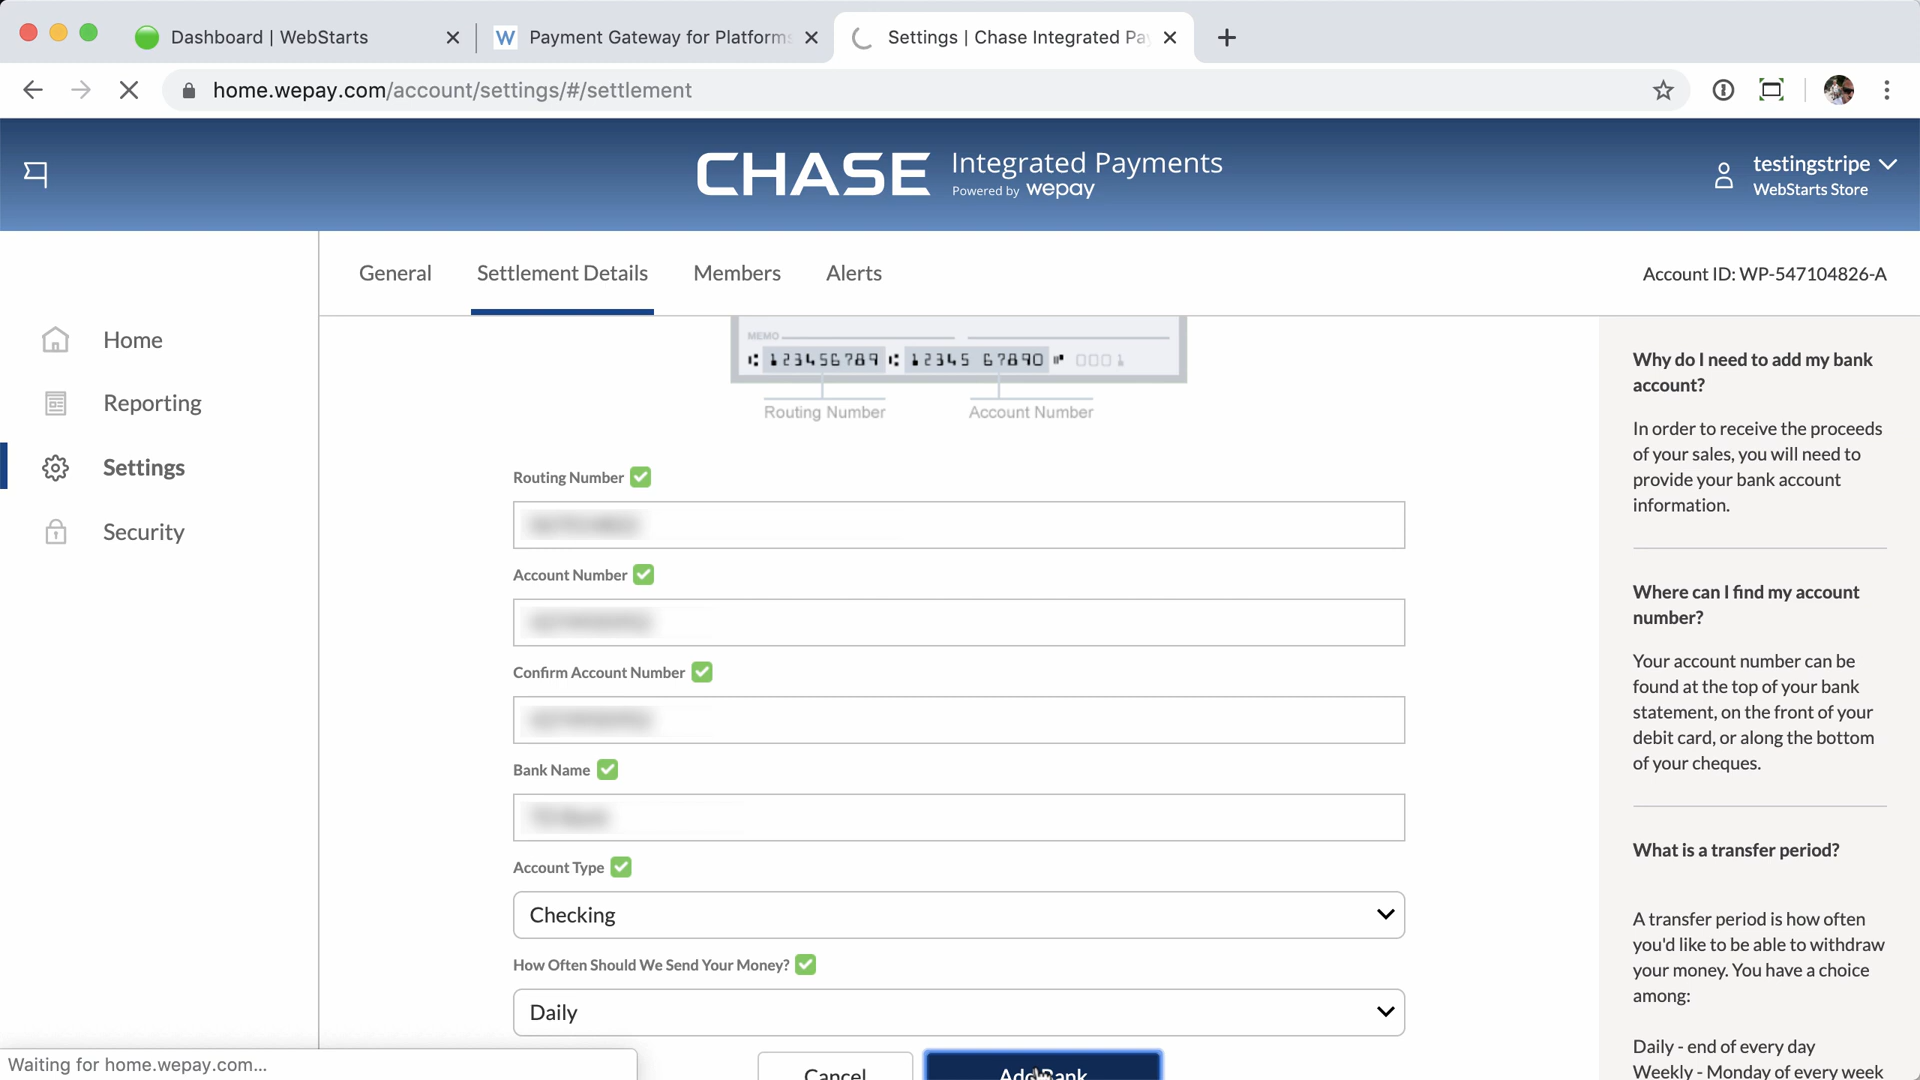 Dashboard | WebStarts
W Payment Gateway for Platforms
Settings | Chase Integrated Pay
home.wepay.com/account/settings/#/settlement
CHASE Integrated Payments
Powered by wepay
testingstripe
WebStarts Store
General
Settlement Details
Members
Alerts
Account ID: WP-547104826-A
Home
Reporting
Settings
Security
MEMO
123456789 12345 67890 0001
Routing Number
Account Number
Routing Number
Account Number
Confirm Account Number
Bank Name
Account Type
Checking
How Often Should We Send Your Money?
Daily
Cancel
Add Bank
Why do I need to add my bank
account?
In order to receive the proceeds
of your sales, you will need to
provide your bank account
information.
Where can I find my account
number?
Your account number can be
found at the top of your bank
statement, on the front of your
debit card, or along the bottom
of your cheques.
What is a transfer period?
A transfer period is how often
you'd like to be able to withdraw
your money. You have a choice
among:
Daily - end of every day
Weekly - Monday of every week
Waiting for home.wepay.com...